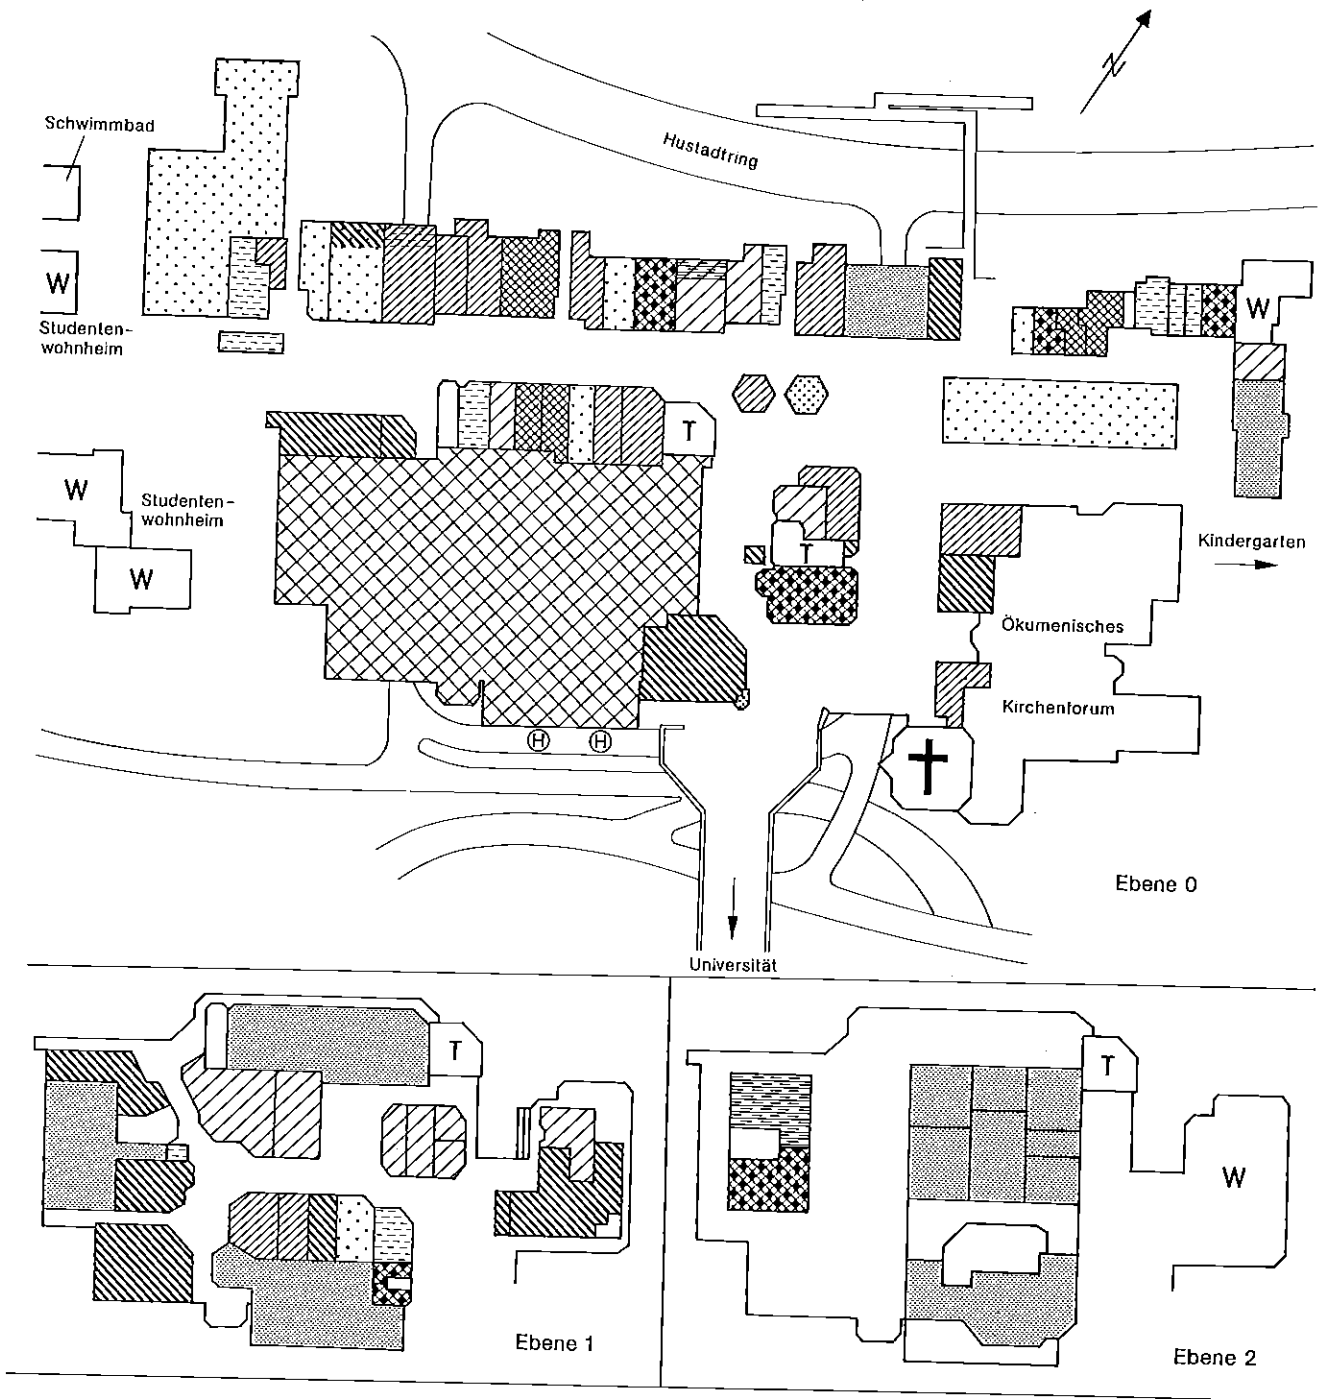 N
Schwimmbad
Hustadtring
W
W
Studenten-
wohnheim
T
W
Studenten-
wohnheim
W
T
Kindergarten
Ökumenisches
Kirchenforum
H
H
Ebene 0
Universität
T
Ebene 1
T
W
Ebene 2